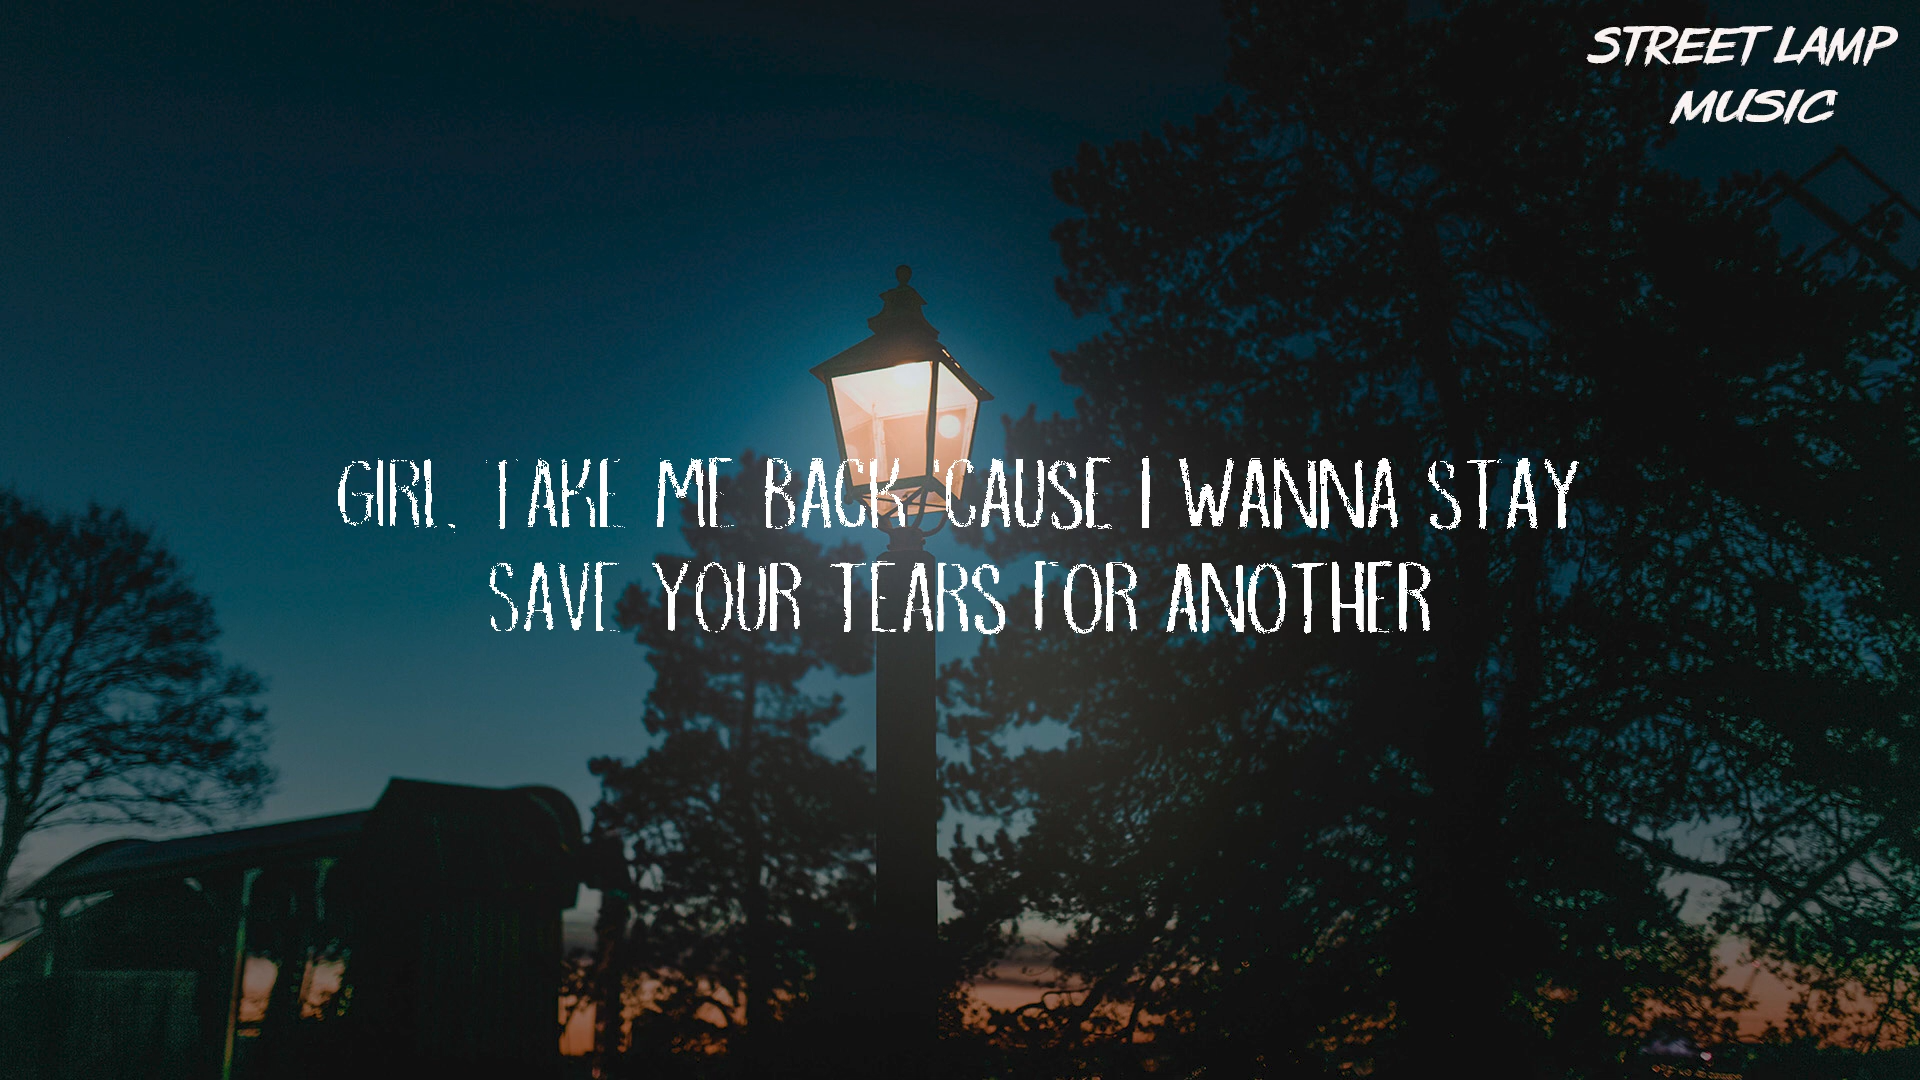 STREET LAMP
MUSIC
GIRL, TAKE ME BACK 'CAUSE I WANNA STAY
SAVE YOUR TEARS FOR ANOTHER